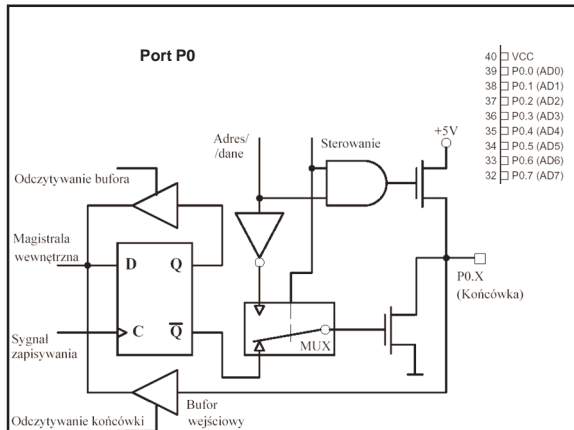 Port P0
40 VCC
39 P0.0 (AD0)
38 P0.1 (AD1)
37 P0.2 (AD2)
36 P0.3 (AD3)
35 P0.4 (AD4)
34 P0.5 (AD5)
33 P0.6 (AD6)
32 P0.7 (AD7)
Adres/
/dane
Sterowanie
+5V
Odczytywanie bufora
Magistrala
wewnętrzna
D Q
P0.X
(Końcówka)
Sygnał
zapisywania
C Q
MUX
Bufor
wejściowy
Odczytywanie końcówki